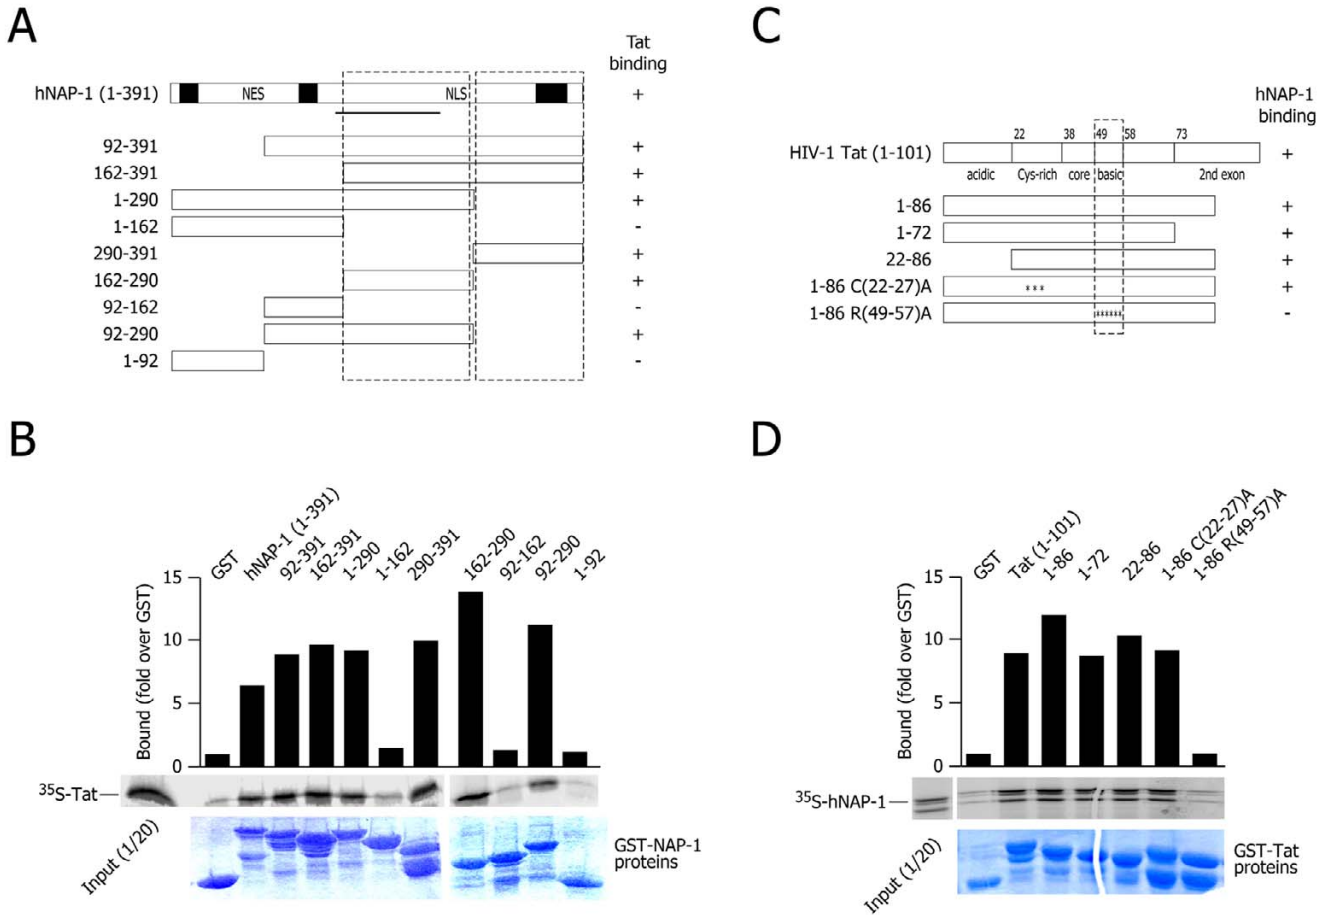 A
Tat
binding
hNAP-1 (1-391)
NES
NLS
+
92-391
+
162-391
+
1-290
+
1-162
-
290-391
+
162-290
+
92-162
-
92-290
+
1-92
-
C
hNAP-1
binding
22
38
49
58
73
HIV-1 Tat (1-101)
+
acidic
Cys-rich
core
basic
2nd exon
1-86
+
1-72
+
22-86
+
1-86 C(22-27)A
***
+
1-86 R(49-57)A
******
-
B
GST
hNAP-1 (1-391)
92-391
162-391
1-290
1-162
290-391
162-290
92-162
92-290
1-92
Bound (fold over GST)
15
10
5
0
35S-Tat
Input (1/20)
GST-NAP-1
proteins
D
GST
Tat (1-101)
1-86
1-72
22-86
1-86 C(22-27)A
1-86 R(49-57)A
Bound (fold over GST)
15
10
5
0
35S-hNAP-1
Input (1/20)
GST-Tat
proteins